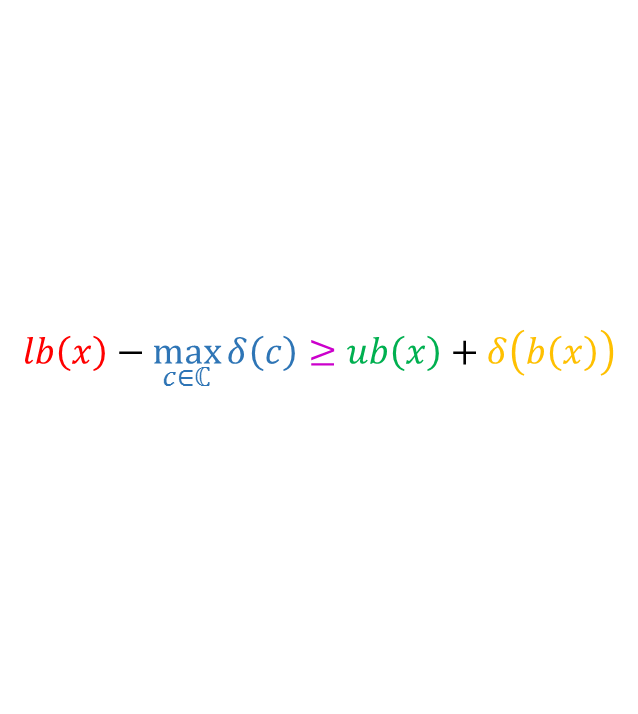 lb(x) − max δ(c) ≥ ub(x) + δ(b(x))
c∈ℂ